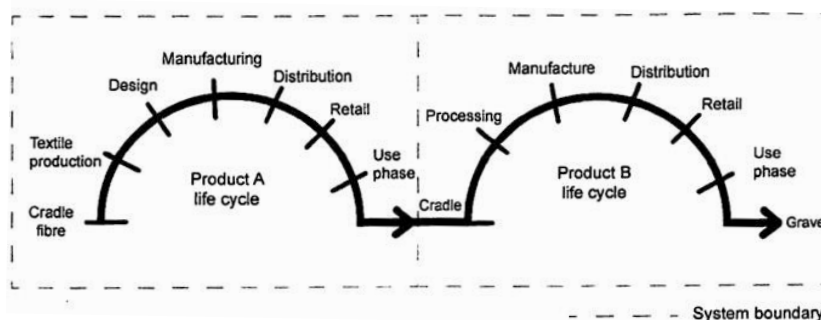 Manufacturing
Design
Distribution
Retail
Textile
production
Use
phase
Product A
life cycle
Cradle
fibre
Manufacture
Distribution
Processing
Retail
Use
phase
Product B
life cycle
Cradle
Grave
System boundary